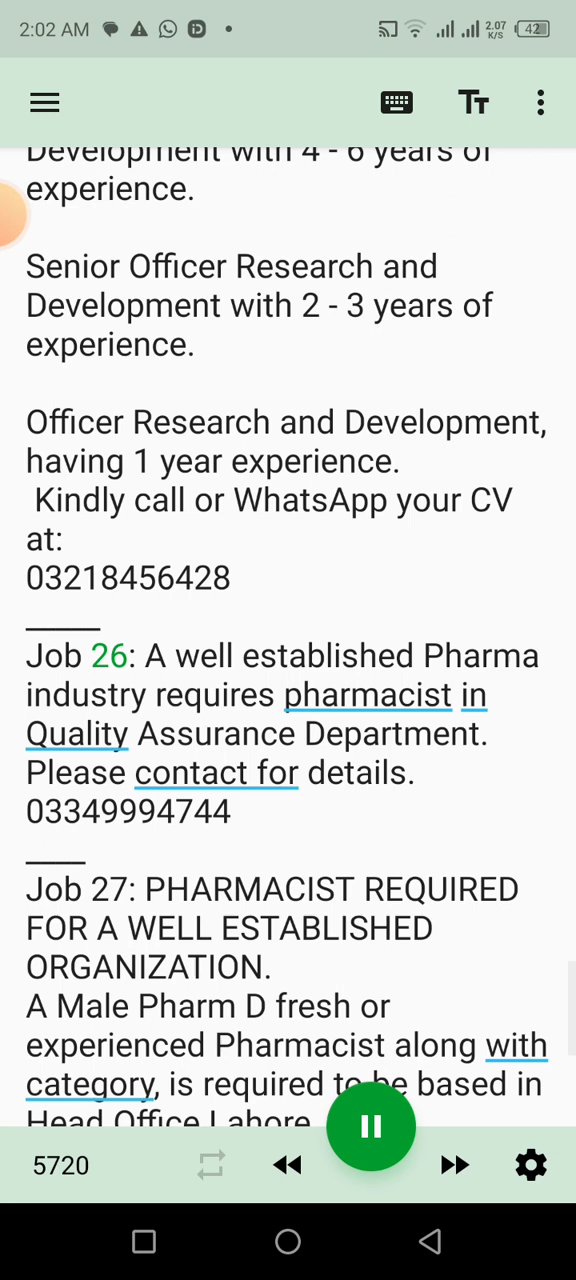 2:02 AM
2.07
K/S
42
Development with 4 - 6 years of
experience.
Senior Officer Research and
Development with 2 - 3 years of
experience.
Officer Research and Development,
having 1 year experience.
Kindly call or WhatsApp your CV
at:
03218456428
Job 26: A well established Pharma
industry requires pharmacist in
Quality Assurance Department.
Please contact for details.
03349994744
Job 27: PHARMACIST REQUIRED
FOR A WELL ESTABLISHED
ORGANIZATION.
A Male Pharm D fresh or
experienced Pharmacist along with
category, is required to be based in
Head Office Lahore
5720